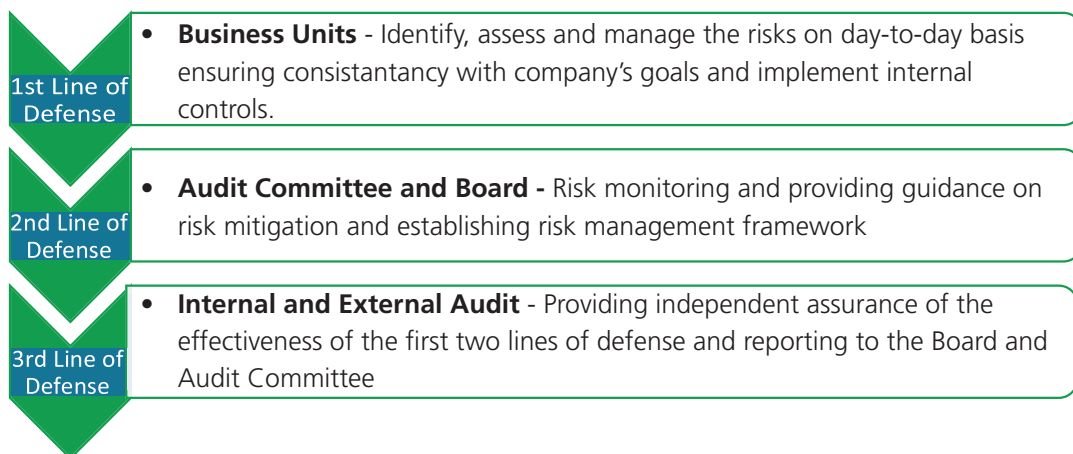 1st Line of
Defense
• Business Units - Identify, assess and manage the risks on day-to-day basis
ensuring consistantancy with company’s goals and implement internal
controls.
2nd Line of
Defense
• Audit Committee and Board - Risk monitoring and providing guidance on
risk mitigation and establishing risk management framework
3rd Line of
Defense
• Internal and External Audit - Providing independent assurance of the
effectiveness of the first two lines of defense and reporting to the Board and
Audit Committee